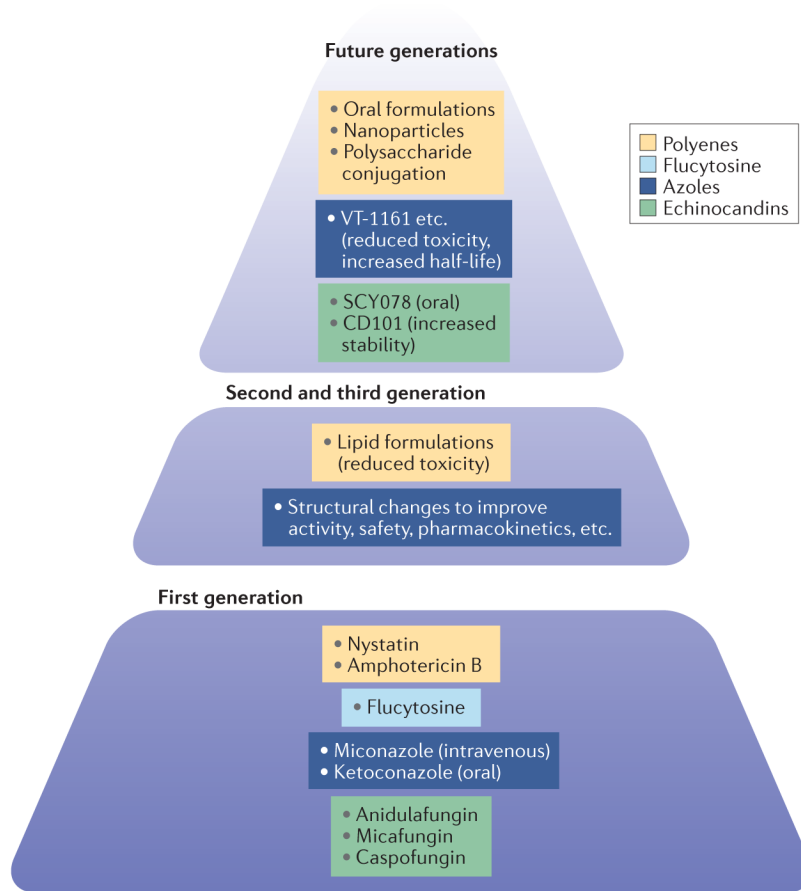 Future generations
• Oral formulations
• Nanoparticles
• Polysaccharide
conjugation
Polyenes
Flucytosine
Azoles
Echinocandins
• VT-1161 etc.
(reduced toxicity,
increased half-life)
• SCY078 (oral)
• CD101 (increased
stability)
Second and third generation
• Lipid formulations
(reduced toxicity)
• Structural changes to improve
activity, safety, pharmacokinetics, etc.
First generation
• Nystatin
• Amphotericin B
• Flucytosine
• Miconazole (intravenous)
• Ketoconazole (oral)
• Anidulafungin
• Micafungin
• Caspofungin